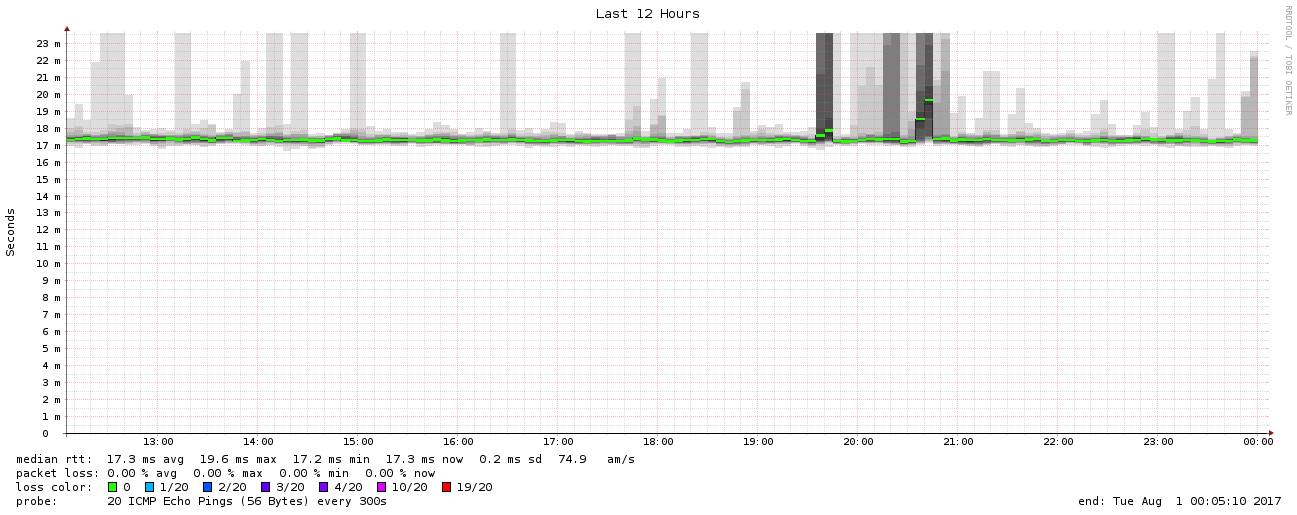 Last 12 Hours
RRDTOOL / TOBI OETIKER
Seconds
23 m
22 m
21 m
20 m
19 m
18 m
17 m
16 m
15 m
14 m
13 m
12 m
11 m
10 m
9 m
8 m
7 m
6 m
5 m
4 m
3 m
2 m
1 m
0
13:00 14:00 15:00 16:00 17:00 18:00 19:00 20:00 21:00 22:00 23:00 00:00
median rtt: 17.3 ms avg 19.6 ms max 17.2 ms min 17.3 ms now 0.2 ms sd 74.9 am/s
packet loss: 0.00 % avg 0.00 % max 0.00 % min 0.00 % now
loss color: 0 1/20 2/20 3/20 4/20 10/20 19/20
probe: 20 ICMP Echo Pings (56 Bytes) every 300s end: Tue Aug 1 00:05:10 2017